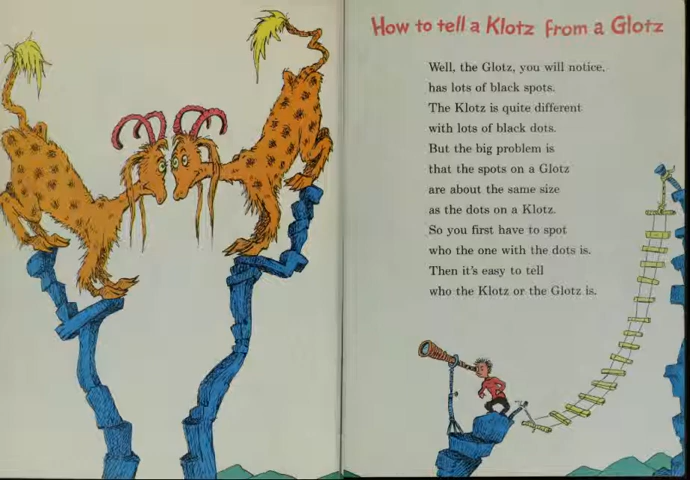 How to tell a Klotz from a Glotz
Well, the Glotz, you will notice,
has lots of black spots.
The Klotz is quite different
with lots of black dots.
But the big problem is
that the spots on a Glotz
are about the same size
as the dots on a Klotz.
So you first have to spot
who the one with the dots is.
Then it's easy to tell
who the Klotz or the Glotz is.